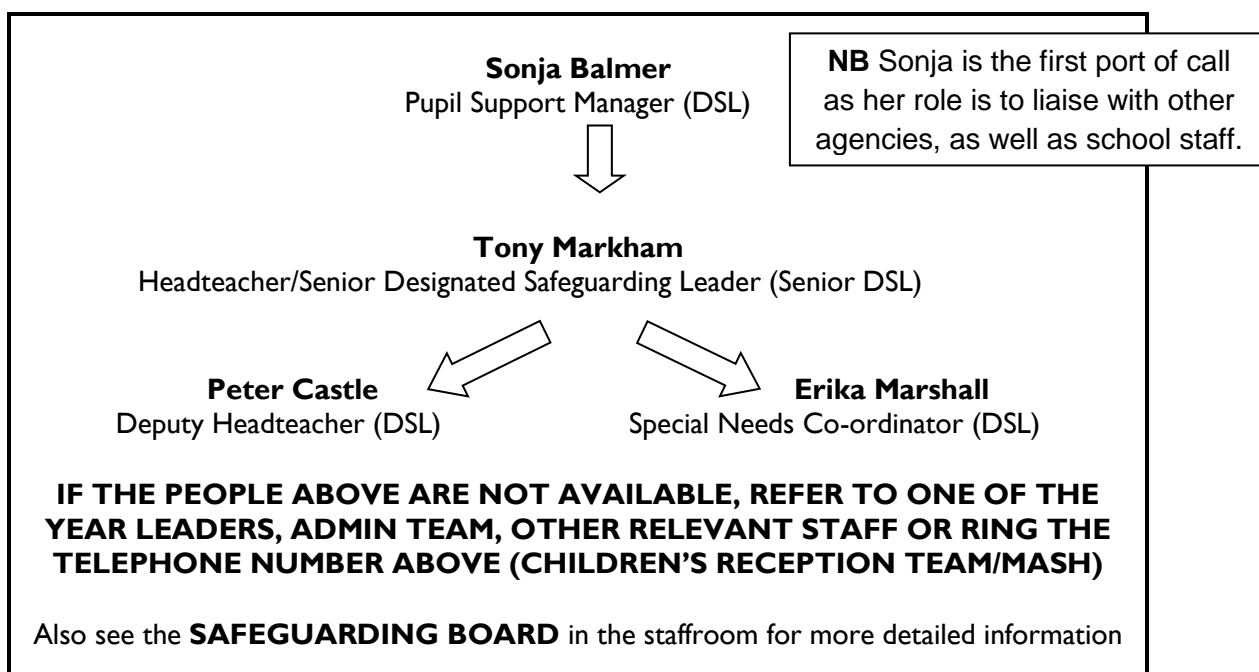 Sonja Balmer
Pupil Support Manager (DSL)
NB Sonja is the first port of call
as her role is to liaise with other
agencies, as well as school staff.
Tony Markham
Headteacher/Senior Designated Safeguarding Leader (Senior DSL)
Peter Castle
Deputy Headteacher (DSL)
Erika Marshall
Special Needs Co-ordinator (DSL)
IF THE PEOPLE ABOVE ARE NOT AVAILABLE, REFER TO ONE OF THE
YEAR LEADERS, ADMIN TEAM, OTHER RELEVANT STAFF OR RING THE
TELEPHONE NUMBER ABOVE (CHILDREN'S RECEPTION TEAM/MASH)
Also see the SAFEGUARDING BOARD in the staffroom for more detailed information